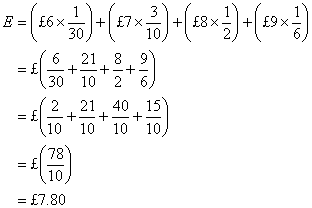 E = (£6 × 1/30) + (£7 × 3/10) + (£8 × 1/2) + (£9 × 1/6)
= £(6/30 + 21/10 + 8/2 + 9/6)
= £(2/10 + 21/10 + 40/10 + 15/10)
= £(78/10)
= £7.80